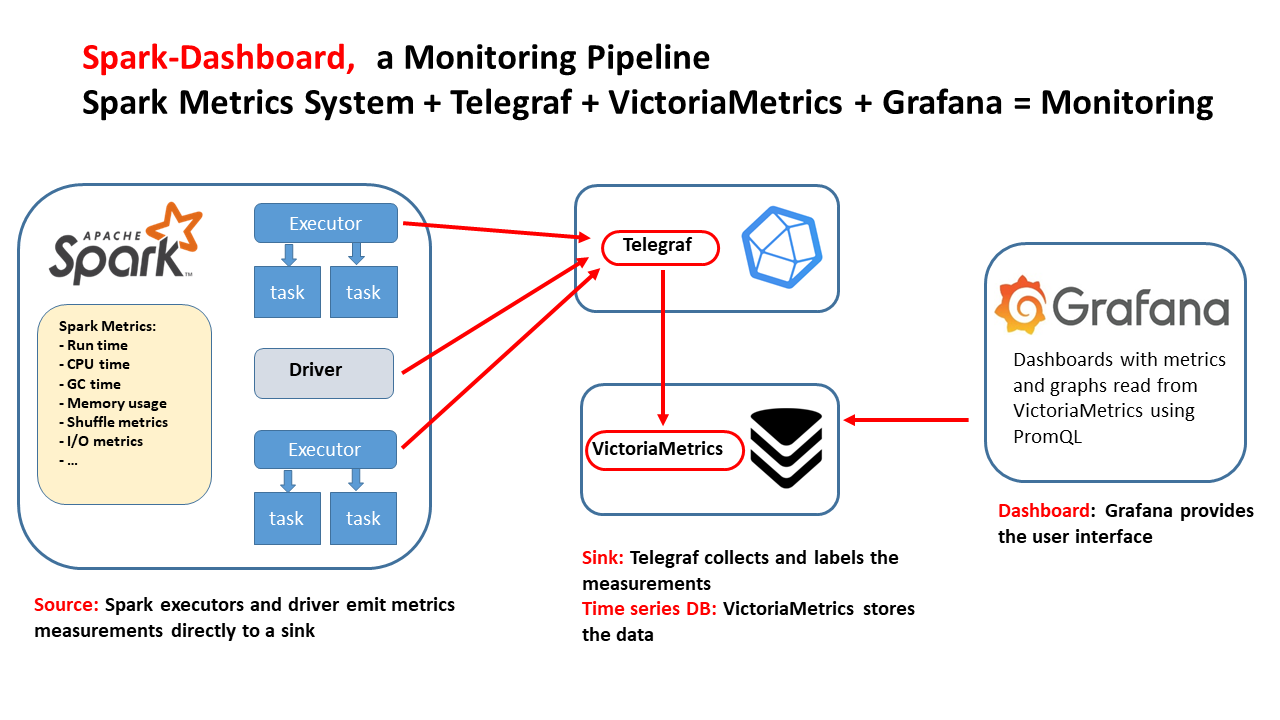 Spark-Dashboard, a Monitoring Pipeline
Spark Metrics System + Telegraf + VictoriaMetrics + Grafana = Monitoring
APACHE
Spark™
Spark Metrics:
- Run time
- CPU time
- GC time
- Memory usage
- Shuffle metrics
- I/O metrics
- …
Executor
task
task
Driver
Executor
task
task
Source: Spark executors and driver emit metrics
measurements directly to a sink
Telegraf
VictoriaMetrics
Sink: Telegraf collects and labels the
measurements
Time series DB: VictoriaMetrics stores
the data
Grafana
Dashboards with metrics
and graphs read from
VictoriaMetrics using
PromQL
Dashboard: Grafana provides
the user interface